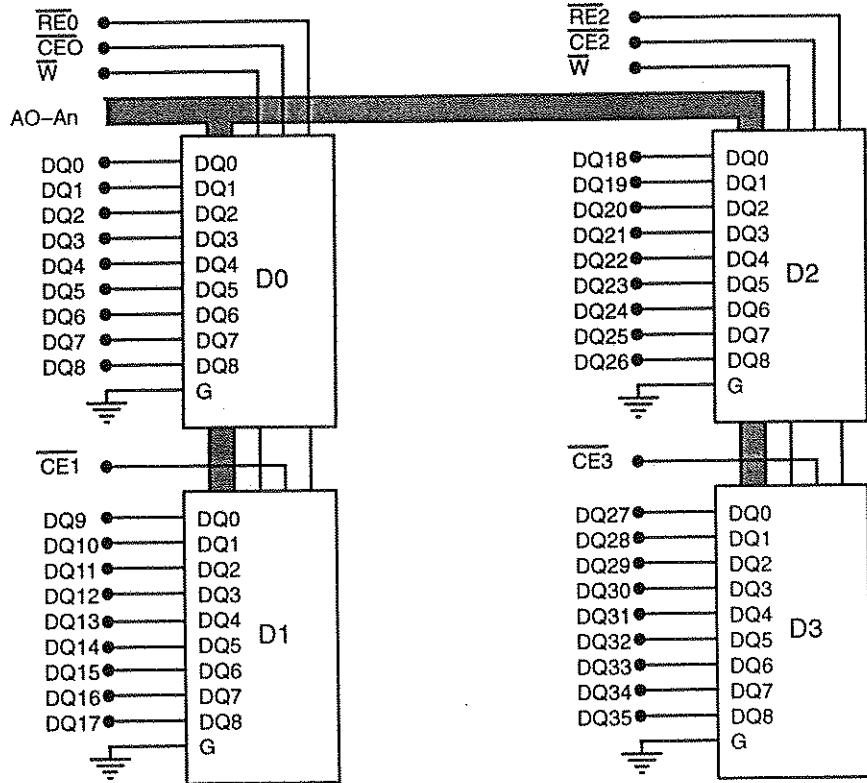 RE0
CEO
W
AO–An
DQ0
DQ1
DQ2
DQ3
DQ4
DQ5
DQ6
DQ7
DQ8
DQ0
DQ1
DQ2
DQ3
DQ4
DQ5
DQ6
DQ7
DQ8
G
D0
RE2
CE2
W
DQ18
DQ19
DQ20
DQ21
DQ22
DQ23
DQ24
DQ25
DQ26
DQ0
DQ1
DQ2
DQ3
DQ4
DQ5
DQ6
DQ7
DQ8
G
D2
CE1
DQ9
DQ10
DQ11
DQ12
DQ13
DQ14
DQ15
DQ16
DQ17
DQ0
DQ1
DQ2
DQ3
DQ4
DQ5
DQ6
DQ7
DQ8
G
D1
CE3
DQ27
DQ28
DQ29
DQ30
DQ31
DQ32
DQ33
DQ34
DQ35
DQ0
DQ1
DQ2
DQ3
DQ4
DQ5
DQ6
DQ7
DQ8
G
D3